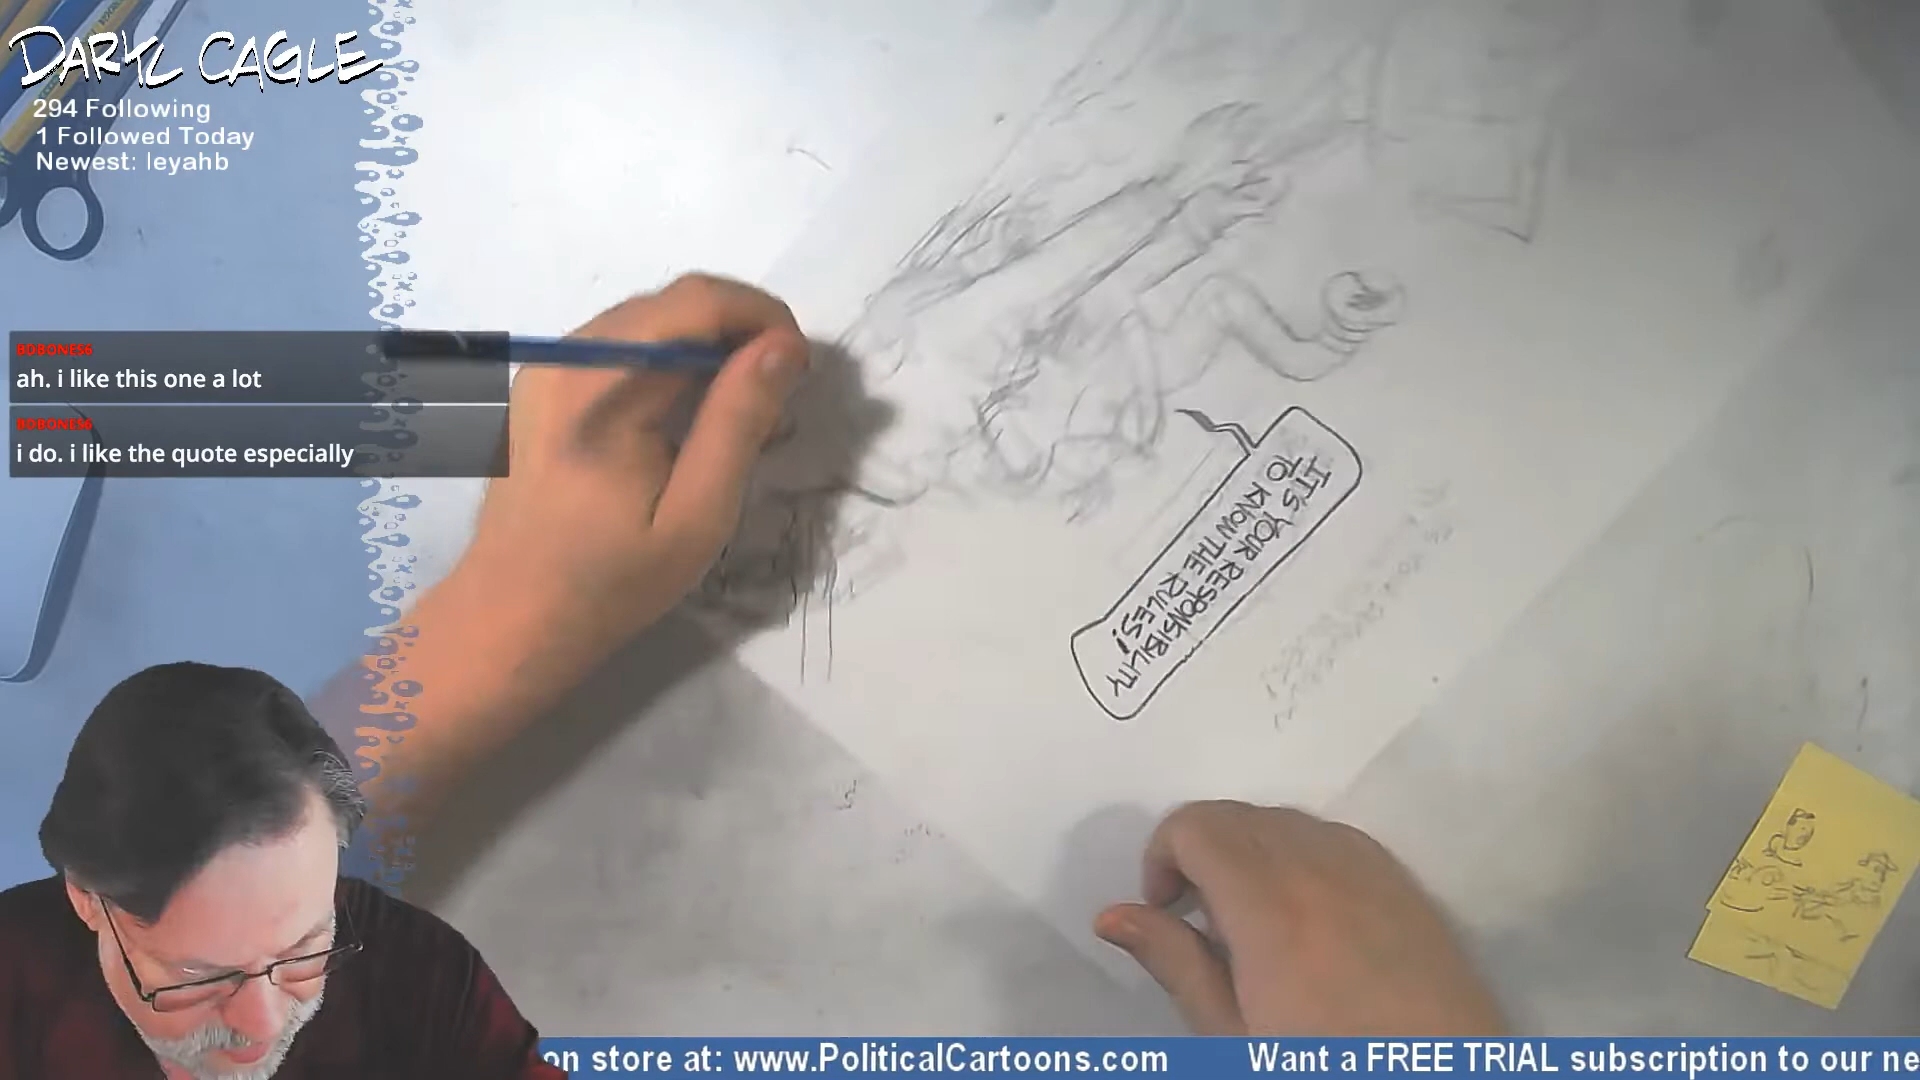 DARYL CAGLE
294 Following
1 Followed Today
Newest: leyahb
BOBONES6
ah. i like this one a lot
BOBONES6
i do. i like the quote especially
IT'S YOUR RESPONSIBILITY
TO KNOW THE RULES!
on store at: www.PoliticalCartoons.com Want a FREE TRIAL subscription to our ne